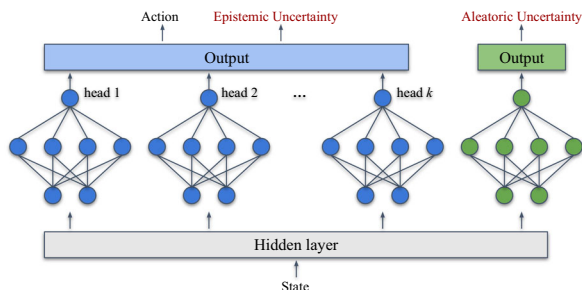 Action Epistemic Uncertainty Aleatoric Uncertainty
Output Output
head 1 head 2 ... head k
Hidden layer
State